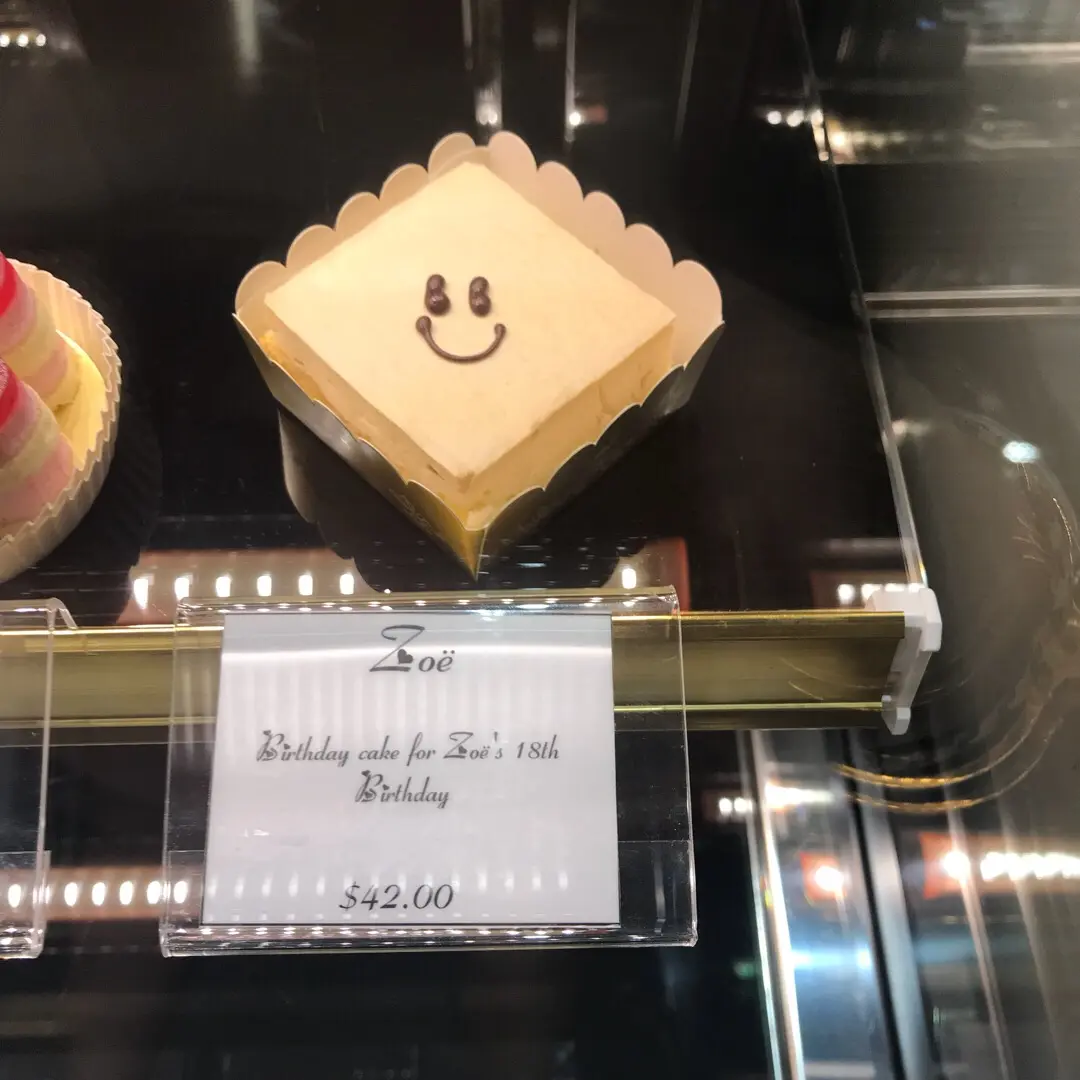 Zoë
Birthday cake for Zoë's 18th
Birthday
$42.00